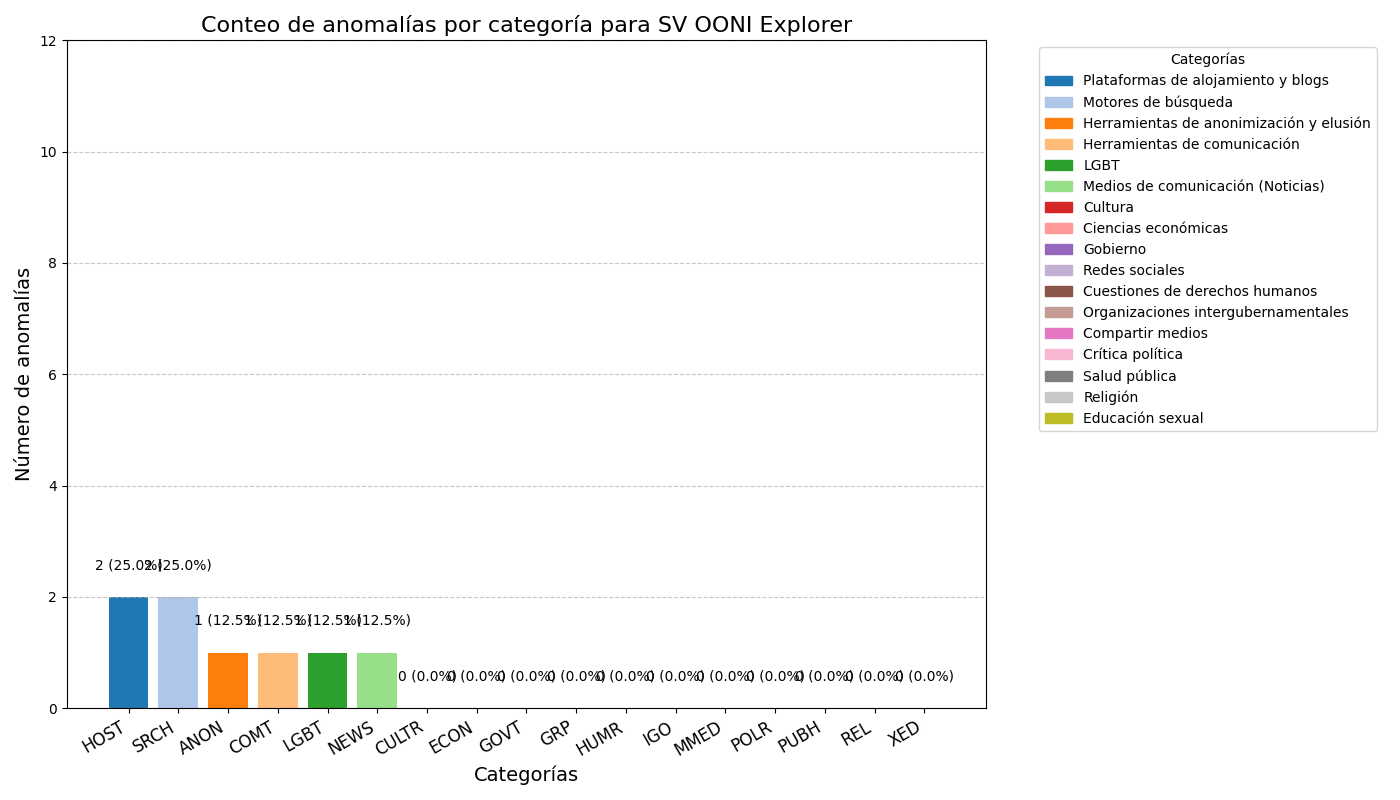 Conteo de anomalías por categoría para SV OONI Explorer
Número de anomalías
12
10
8
6
4
2
0
2 (25.0%)
2 (25.0%)
1 (12.5%)
1 (12.5%)
1 (12.5%)
1 (12.5%)
0 (0.0%)
0 (0.0%)
0 (0.0%)
0 (0.0%)
0 (0.0%)
0 (0.0%)
0 (0.0%)
0 (0.0%)
0 (0.0%)
0 (0.0%)
0 (0.0%)
HOST
SRCH
ANON
COMT
LGBT
NEWS
CULTR
ECON
GOVT
GRP
HUMR
IGO
MMED
POLR
PUBH
REL
XED
Categorías
Categorías
Plataformas de alojamiento y blogs
Motores de búsqueda
Herramientas de anonimización y elusión
Herramientas de comunicación
LGBT
Medios de comunicación (Noticias)
Cultura
Ciencias económicas
Gobierno
Redes sociales
Cuestiones de derechos humanos
Organizaciones intergubernamentales
Compartir medios
Crítica política
Salud pública
Religión
Educación sexual